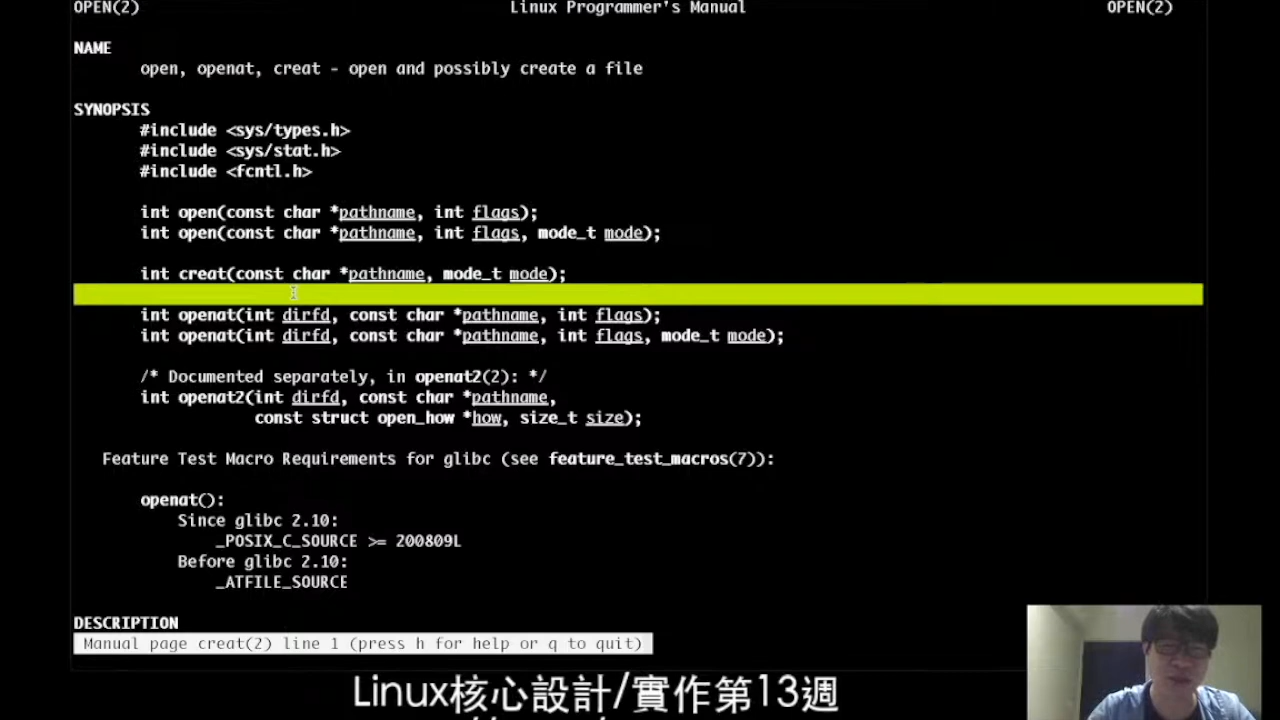 OPEN(2) Linux Programmer's Manual OPEN(2)
NAME
open, openat, creat - open and possibly create a file
SYNOPSIS
#include <sys/types.h>
#include <sys/stat.h>
#include <fcntl.h>
int open(const char *pathname, int flags);
int open(const char *pathname, int flags, mode_t mode);
int creat(const char *pathname, mode_t mode);
int openat(int dirfd, const char *pathname, int flags);
int openat(int dirfd, const char *pathname, int flags, mode_t mode);
/* Documented separately, in openat2(2): */
int openat2(int dirfd, const char *pathname,
const struct open_how *how, size_t size);
Feature Test Macro Requirements for glibc (see feature_test_macros(7)):
openat():
Since glibc 2.10:
_POSIX_C_SOURCE >= 200809L
Before glibc 2.10:
_ATFILE_SOURCE
DESCRIPTION
Manual page creat(2) line 1 (press h for help or q to quit)
Linux核心設計/實作第13週